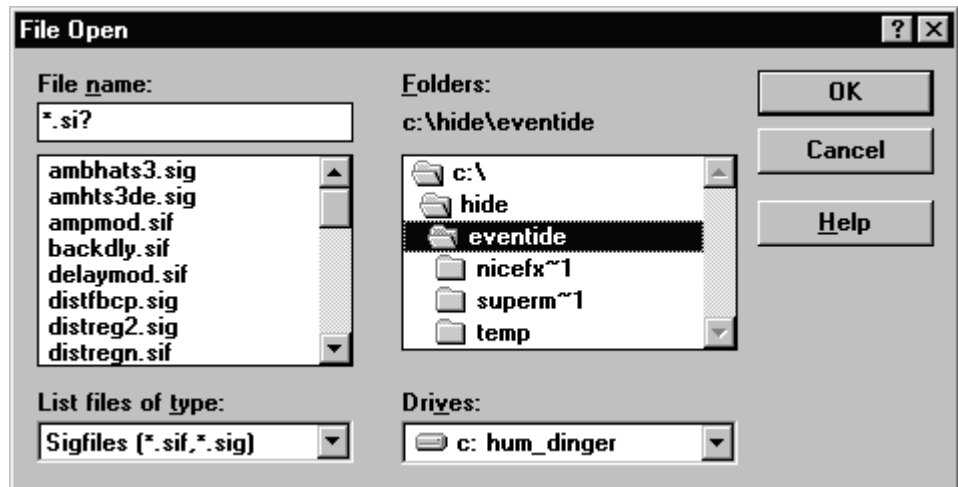 File Open
File name:
*.si?
ambhats3.sig
amhts3de.sig
ampmod.sif
backdly.sif
delaymod.sif
distfbcp.sig
distreg2.sig
distregn.sif
List files of type:
Sigfiles (*.sif,*.sig)
Folders:
c:\hide\eventide
c:\
hide
eventide
nicefx~1
superm~1
temp
Drives:
c: hum_dinger
OK
Cancel
Help